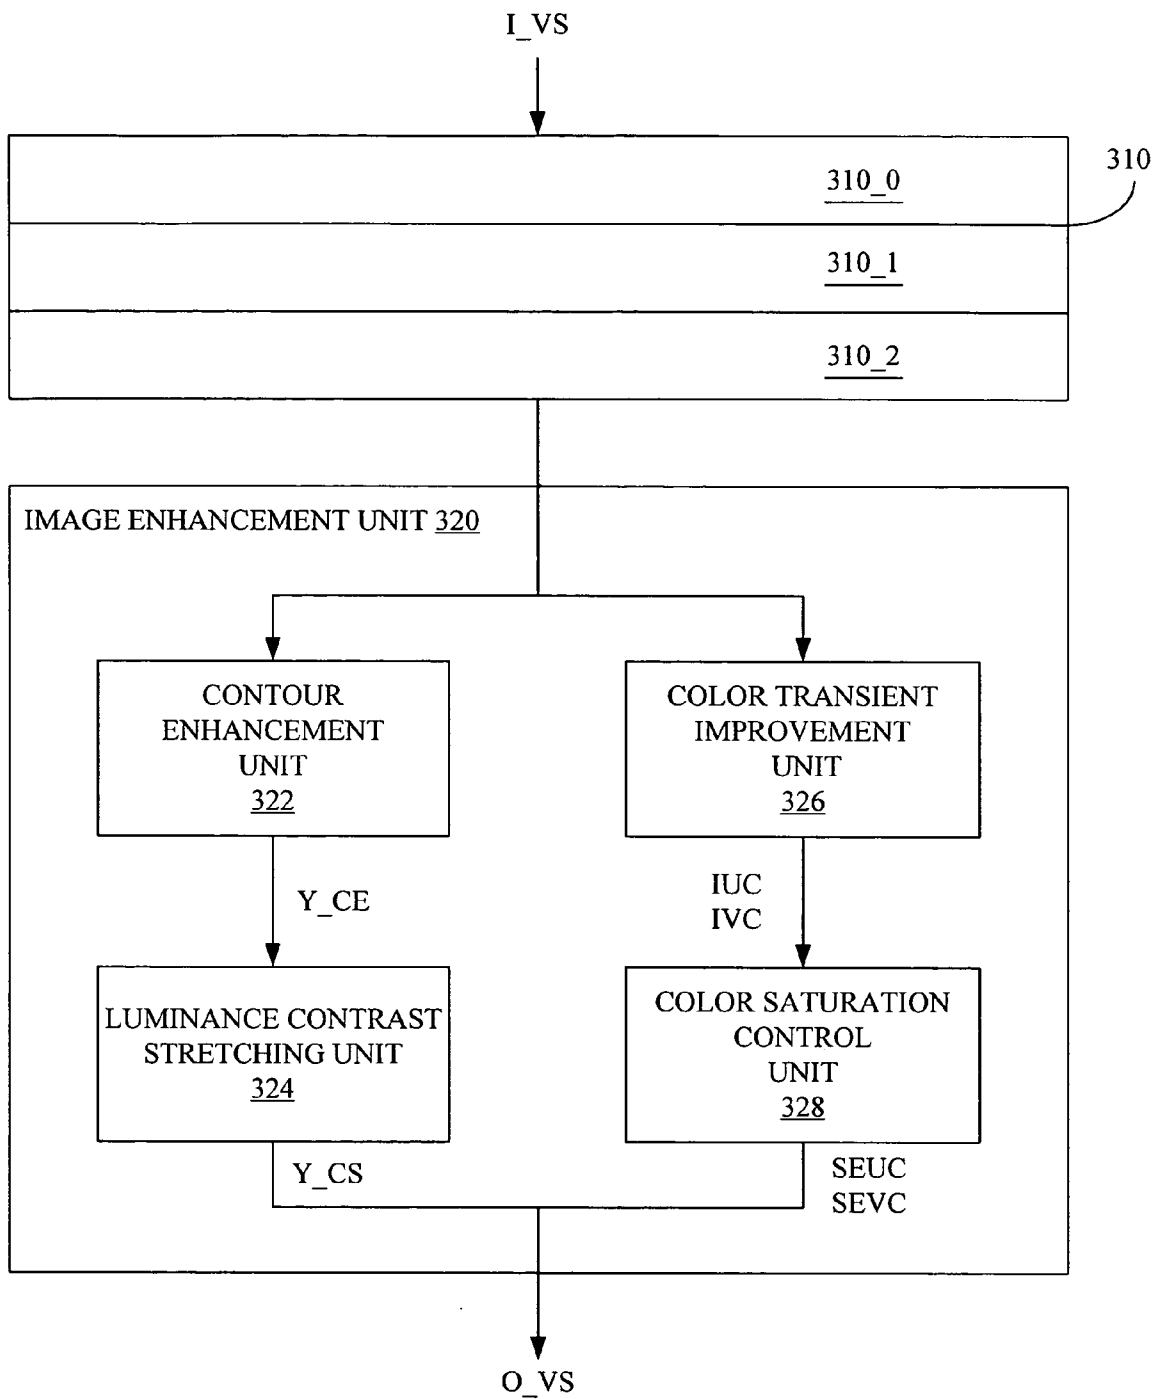 I_VS
310_0
310
310_1
310_2
IMAGE ENHANCEMENT UNIT 320
CONTOUR
ENHANCEMENT
UNIT
322
COLOR TRANSIENT
IMPROVEMENT
UNIT
326
Y_CE
IUC
IVC
LUMINANCE CONTRAST
STRETCHING UNIT
324
COLOR SATURATION
CONTROL
UNIT
328
Y_CS
SEUC
SEVC
O_VS